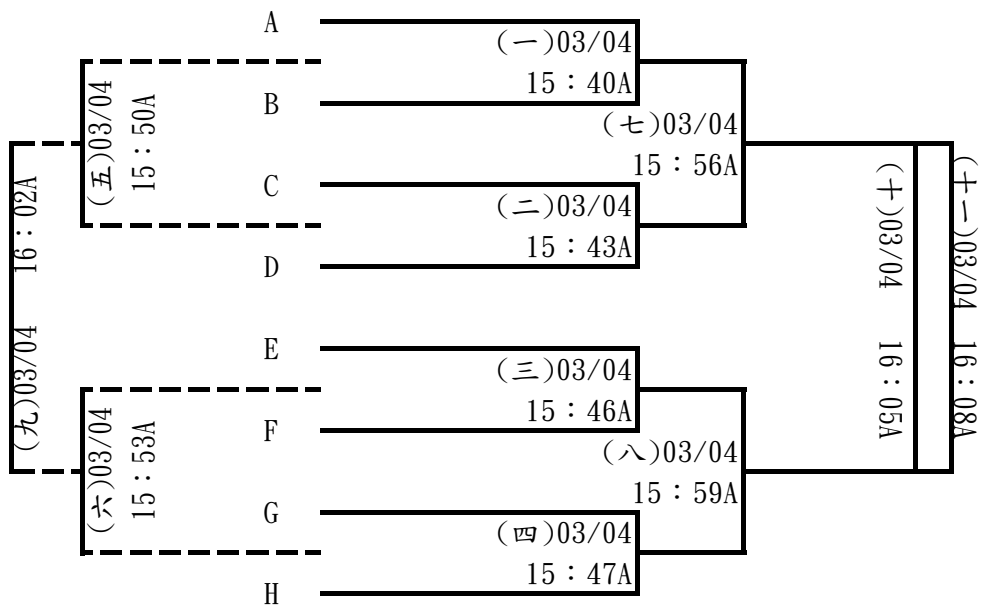 A
(一)03/04
15：40A
B
(七)03/04
15：56A
C
(二)03/04
15：43A
D
E
(三)03/04
15：46A
F
(八)03/04
15：59A
G
(四)03/04
15：47A
H
(五)03/04
15：50A
(六)03/04
15：53A
(九)03/04 16：02A
(十)03/04 16：05A
(十一)03/04 16：08A